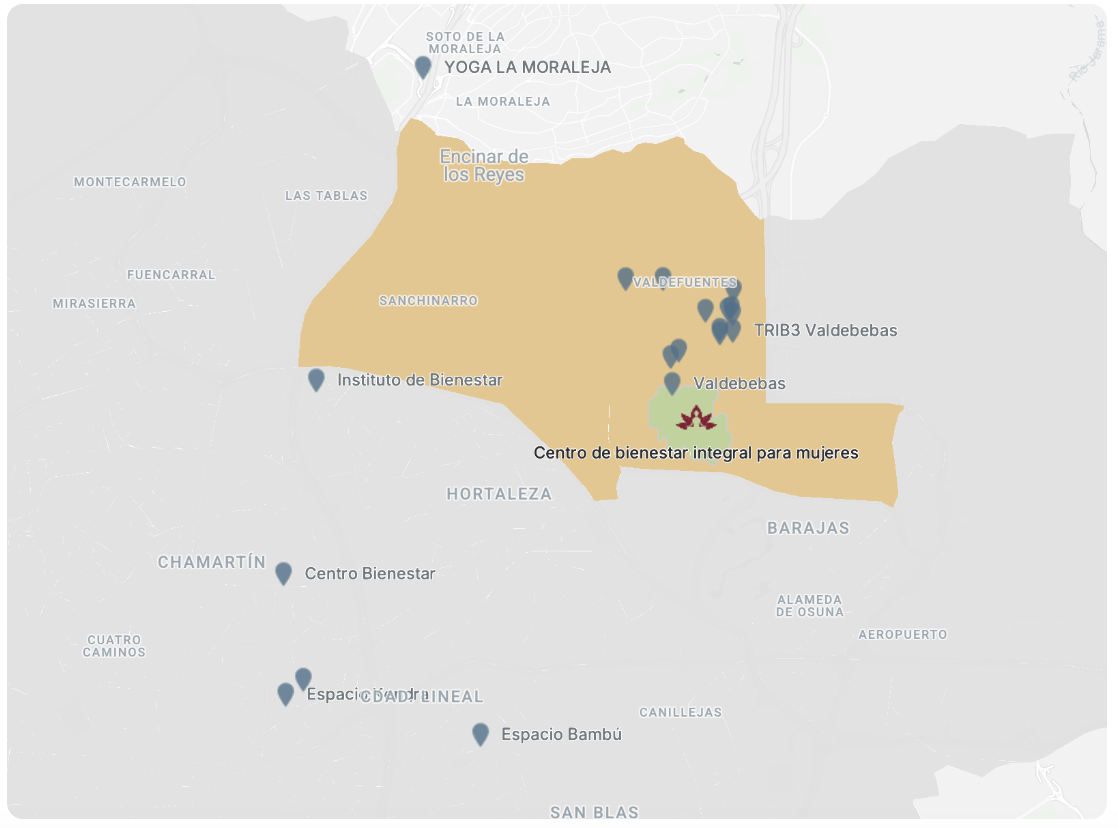 SOTO DE LA
MORALEJA
YOGA LA MORALEJA
LA MORALEJA
Río Jarama
Encinar de
los Reyes
MONTECARMELO
LAS TABLAS
FUENCARRAL
VALDEFUENTES
MIRASIERRA
SANCHINARRO
TRIB3 Valdebebas
Instituto de Bienestar
Valdebebas
Centro de bienestar integral para mujeres
HORTALEZA
BARAJAS
CHAMARTÍN
Centro Bienestar
ALAMEDA
DE OSUNA
AEROPUERTO
CUATRO
CAMINOS
Espacio
LINEAL
CANILLEJAS
Espacio Bambú
SAN BLAS